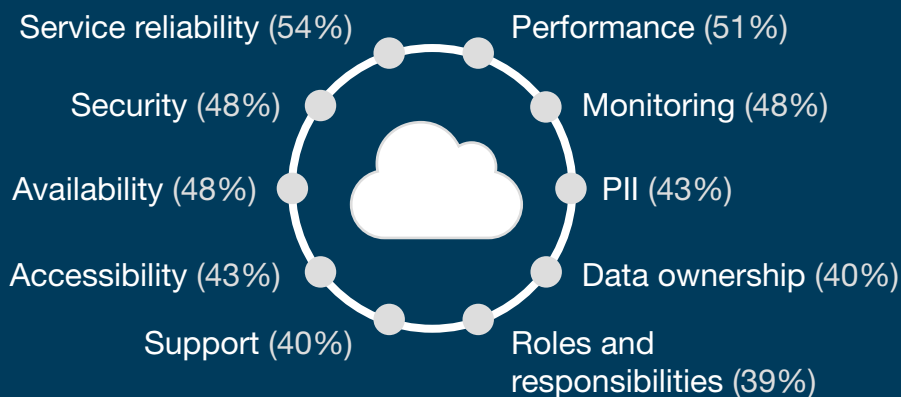 Service reliability (54%)
Performance (51%)
Security (48%)
Monitoring (48%)
Availability (48%)
PII (43%)
Accessibility (43%)
Data ownership (40%)
Support (40%)
Roles and
responsibilities (39%)